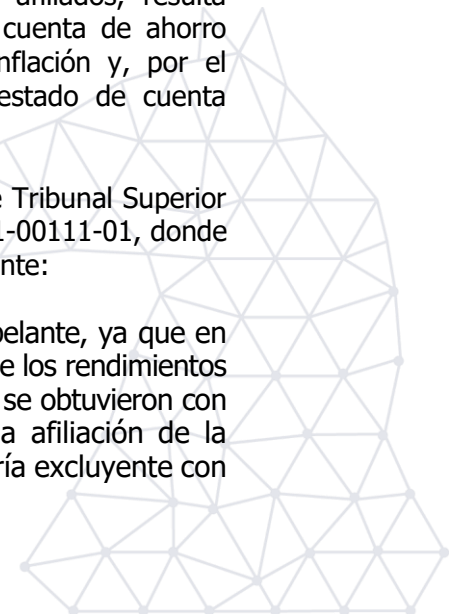 afiliados, resulta
cuenta de ahorro
nflación y, por el
estado de cuenta
e Tribunal Superior
1-00111-01, donde
nte:
pelante, ya que en
e los rendimientos
se obtuvieron con
a afiliación de la
ría excluyente con